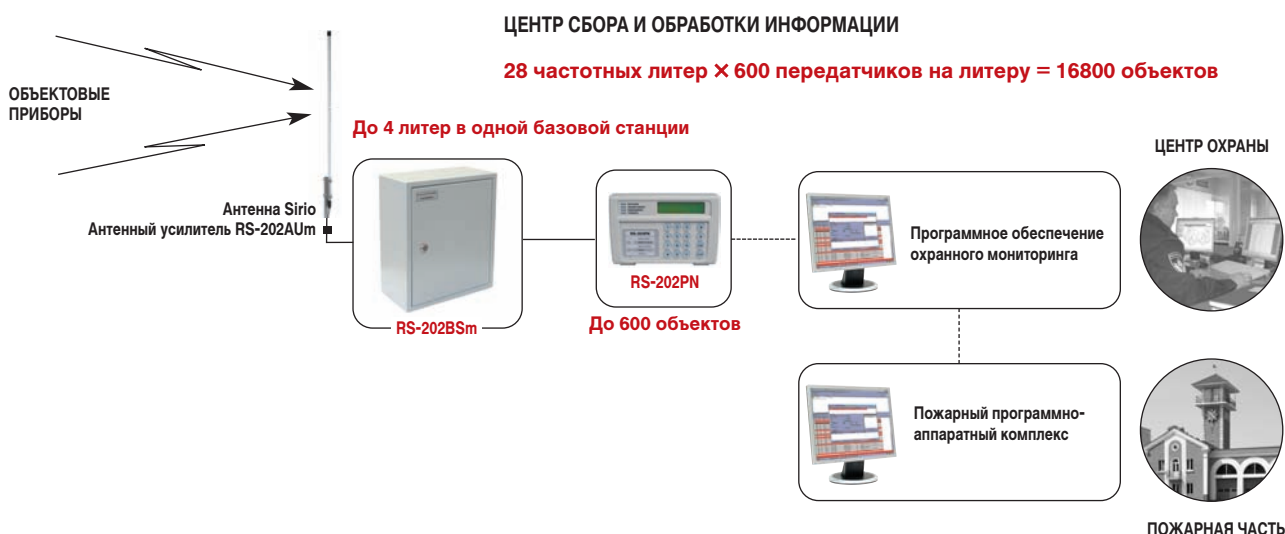 ЦЕНТР СБОРА И ОБРАБОТКИ ИНФОРМАЦИИ
28 частотных литер × 600 передатчиков на литеру = 16800 объектов
ОБЪЕКТОВЫЕ
ПРИБОРЫ
До 4 литер в одной базовой станции
ЦЕНТР ОХРАНЫ
Антенна Sirio
Антенный усилитель RS-202AUm
Программное обеспечение
охранного мониторинга
RS-202PN
RS-202BSm
До 600 объектов
Пожарный программно-
аппаратный комплекс
ПОЖАРНАЯ ЧАСТЬ